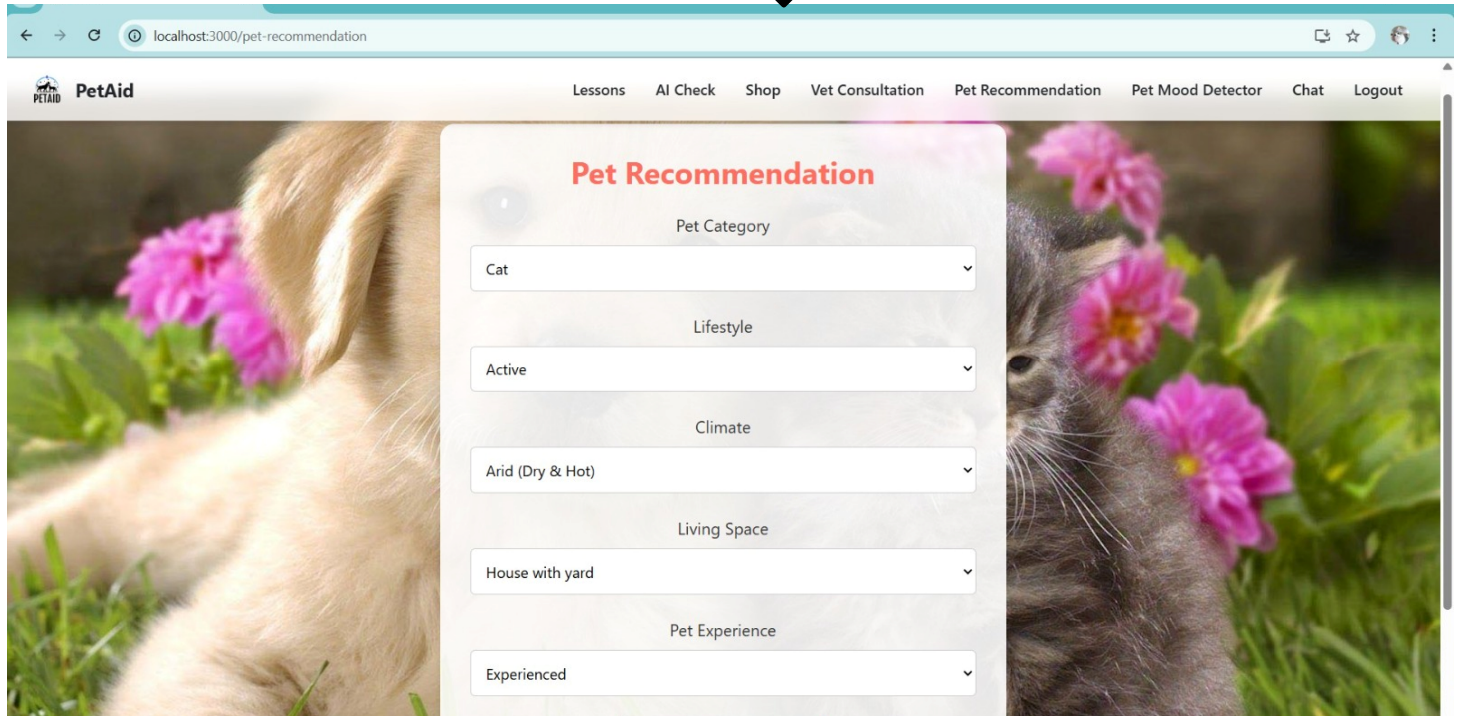 localhost:3000/pet-recommendation
PETAID PetAid Lessons AI Check Shop Vet Consultation Pet Recommendation Pet Mood Detector Chat Logout
Pet Recommendation
Pet Category
Cat
Lifestyle
Active
Climate
Arid (Dry & Hot)
Living Space
House with yard
Pet Experience
Experienced